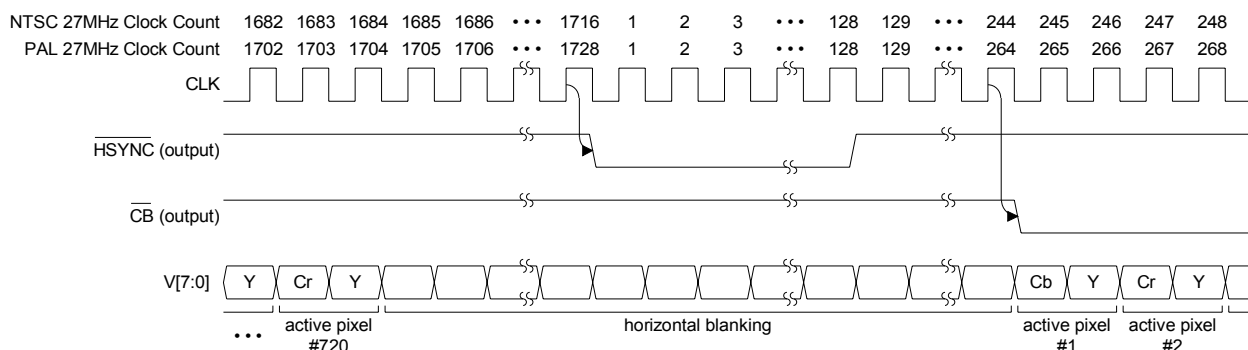 NTSC 27MHz Clock Count 1682 1683 1684 1685 1686 ••• 1716 1 2 3 ••• 128 129 ••• 244 245 246 247 248
PAL 27MHz Clock Count 1702 1703 1704 1705 1706 ••• 1728 1 2 3 ••• 128 129 ••• 264 265 266 267 268
CLK
HSYNC (output)
CB (output)
V[7:0] Y Cr Y Cb Y Cr Y
••• active pixel horizontal blanking active pixel active pixel
#720 #1 #2